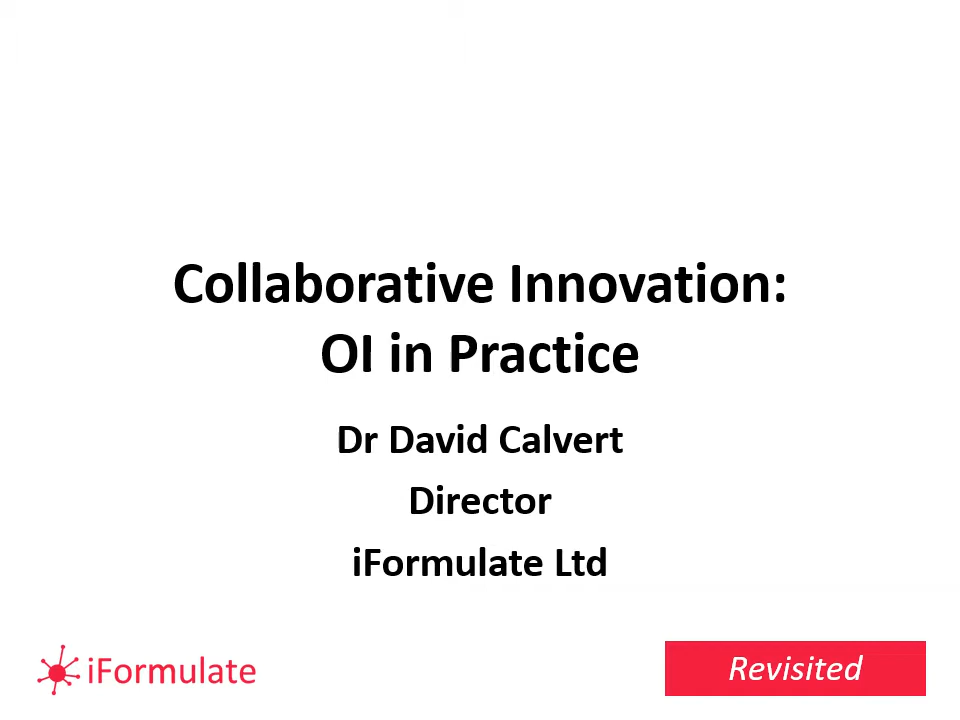 Collaborative Innovation:
OI in Practice
Dr David Calvert
Director
iFormulate Ltd
iFormulate
Revisited